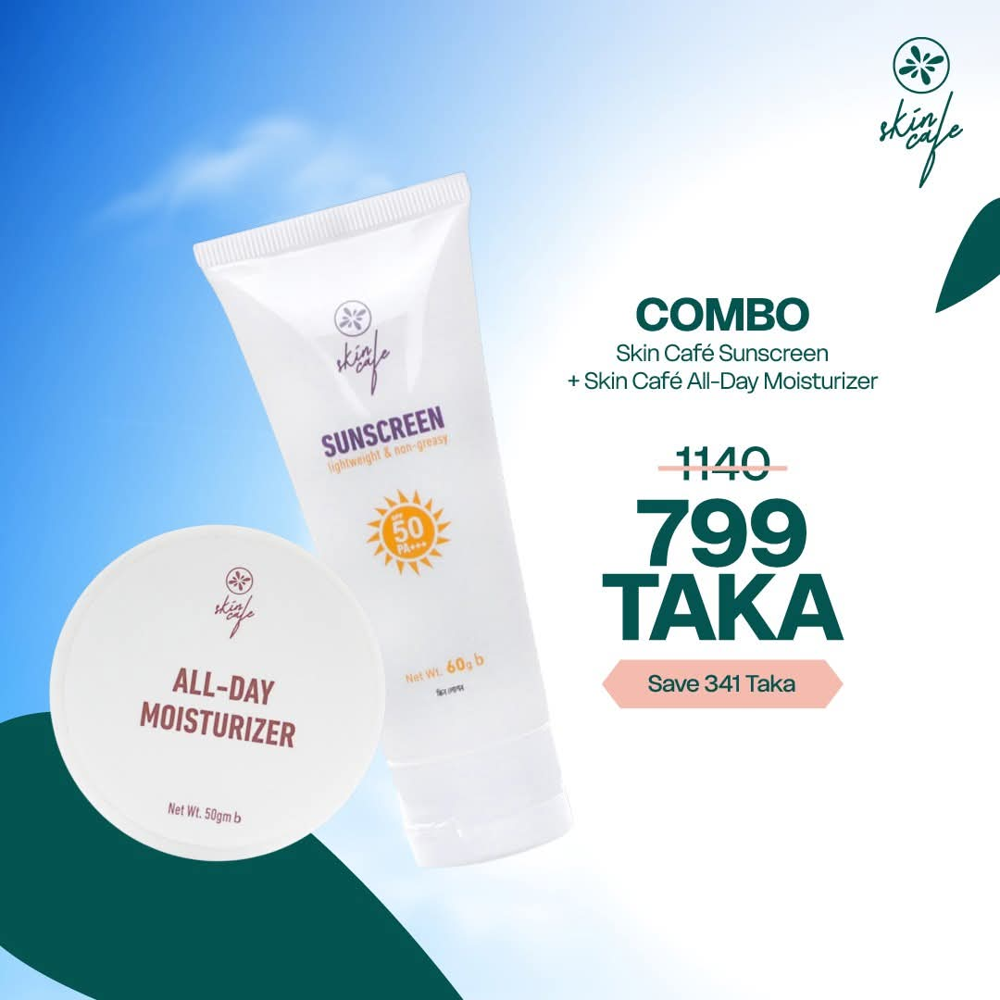 skin
cafe
COMBO
Skin Café Sunscreen
+ Skin Café All-Day Moisturizer
1140
799
TAKA
Save 341 Taka
skin
cafe
SUNSCREEN
lightweight & non-greasy
SPF
50
PA+++
Net Wt. 60g b
skin
cafe
ALL-DAY
MOISTURIZER
Net Wt. 50gm b